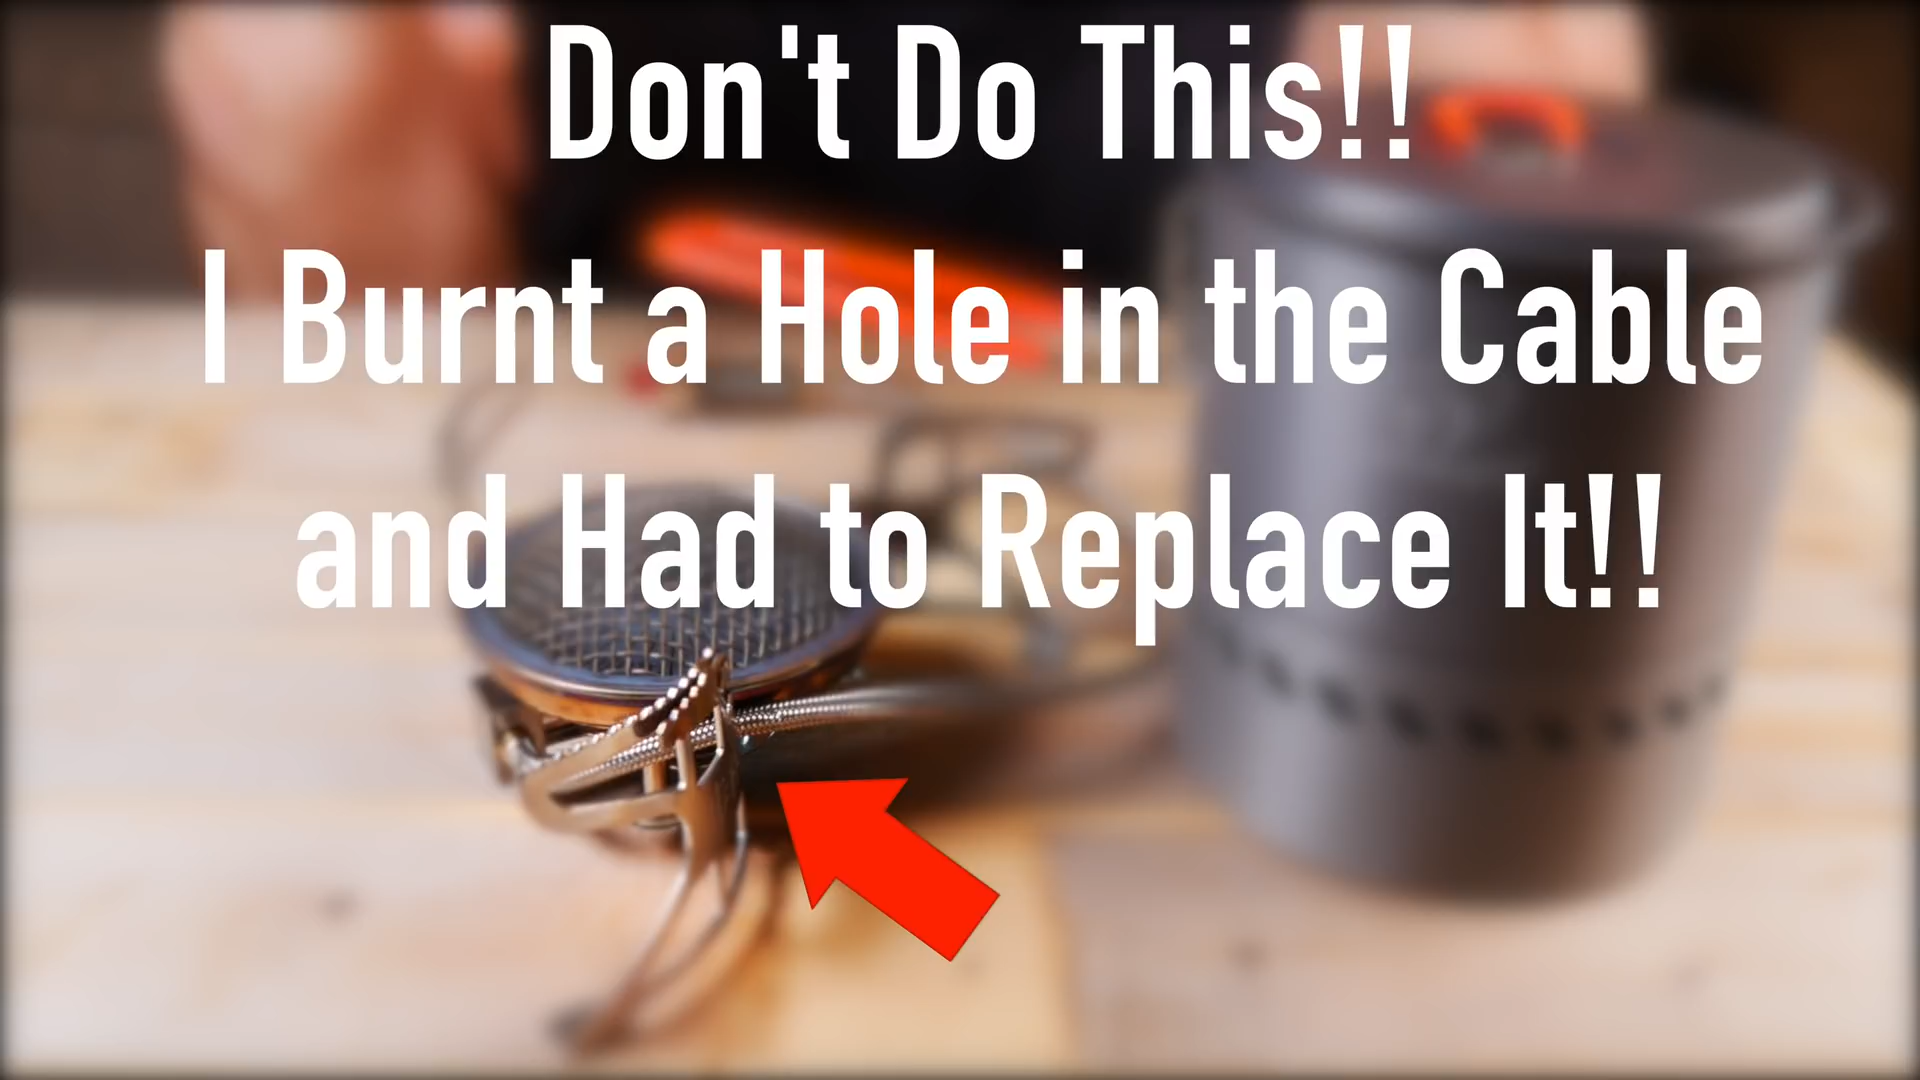 Don't Do This!!
I Burnt a Hole in the Cable
and Had to Replace It!!